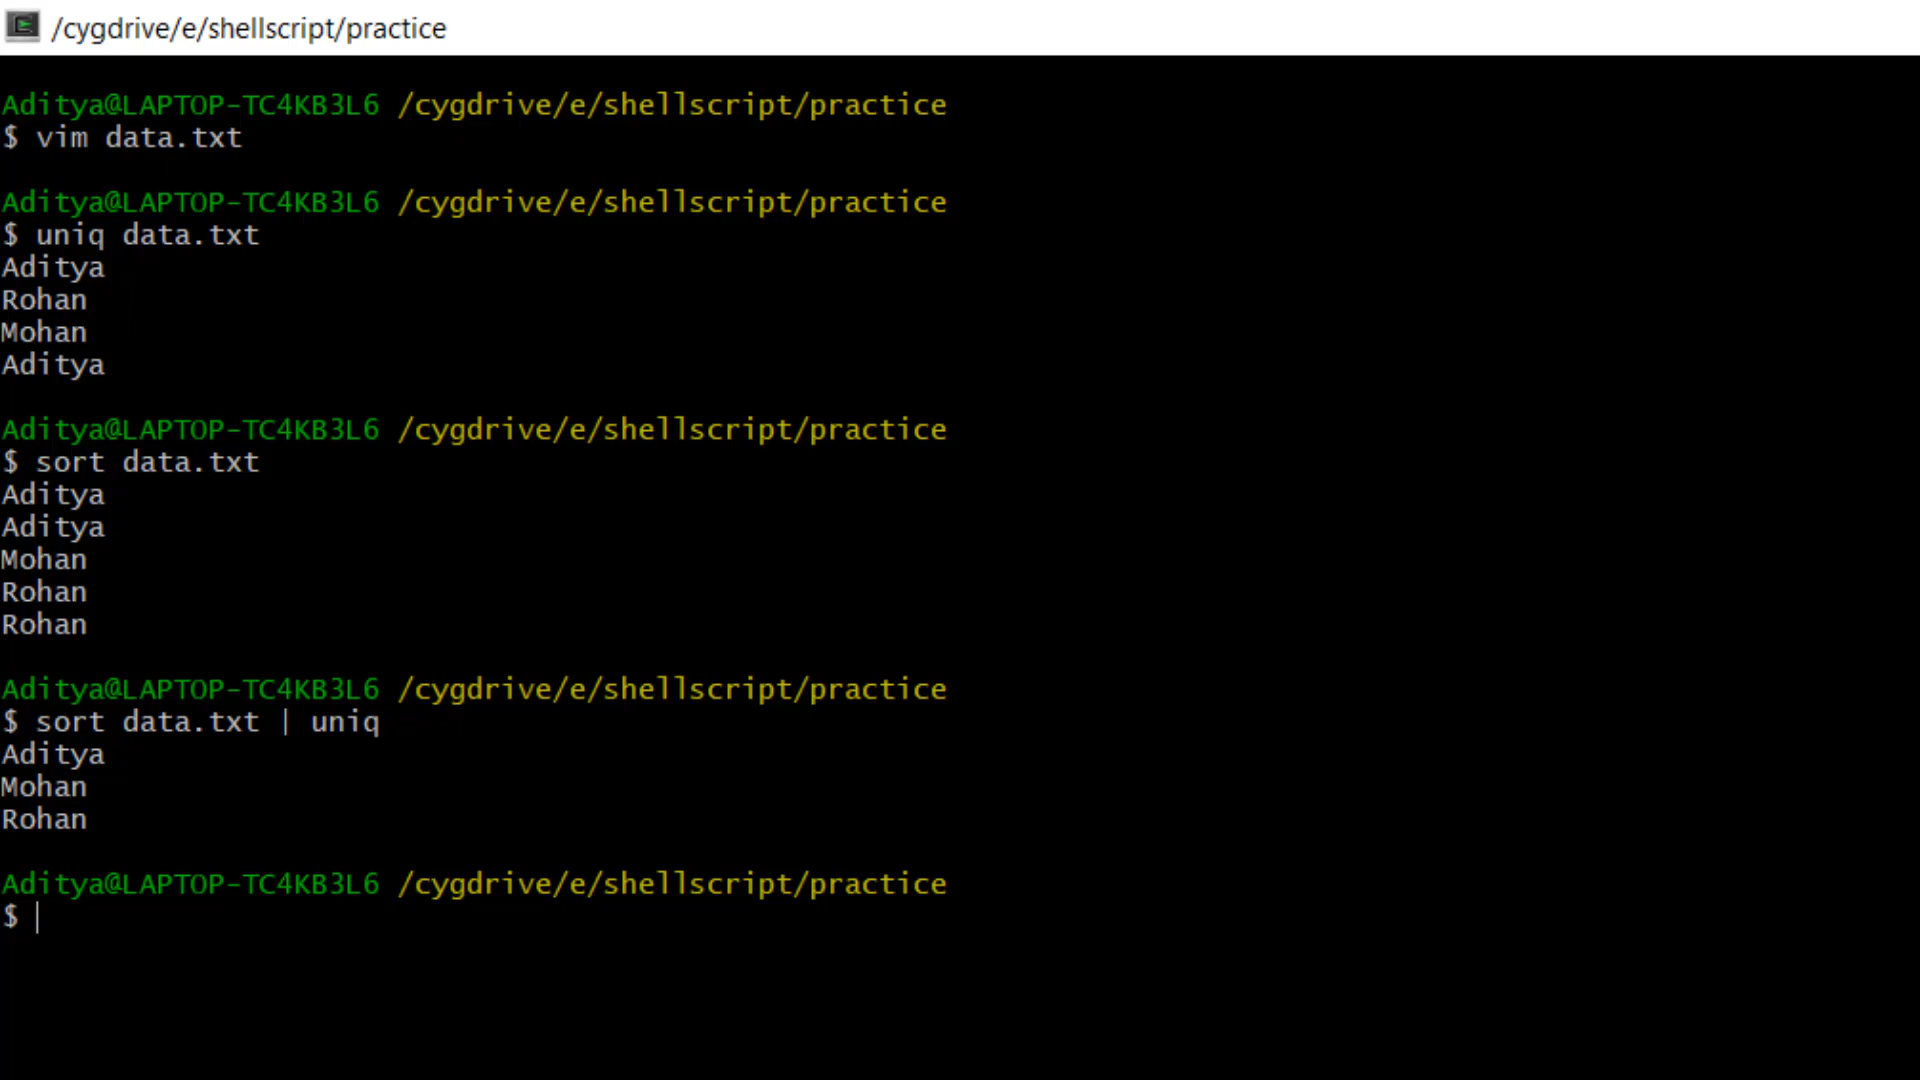 /cygdrive/e/shellscript/practice
Aditya@LAPTOP-TC4KB3L6 /cygdrive/e/shellscript/practice
$ vim data.txt
Aditya@LAPTOP-TC4KB3L6 /cygdrive/e/shellscript/practice
$ uniq data.txt
Aditya
Rohan
Mohan
Aditya
Aditya@LAPTOP-TC4KB3L6 /cygdrive/e/shellscript/practice
$ sort data.txt
Aditya
Aditya
Mohan
Rohan
Rohan
Aditya@LAPTOP-TC4KB3L6 /cygdrive/e/shellscript/practice
$ sort data.txt | uniq
Aditya
Mohan
Rohan
Aditya@LAPTOP-TC4KB3L6 /cygdrive/e/shellscript/practice
$